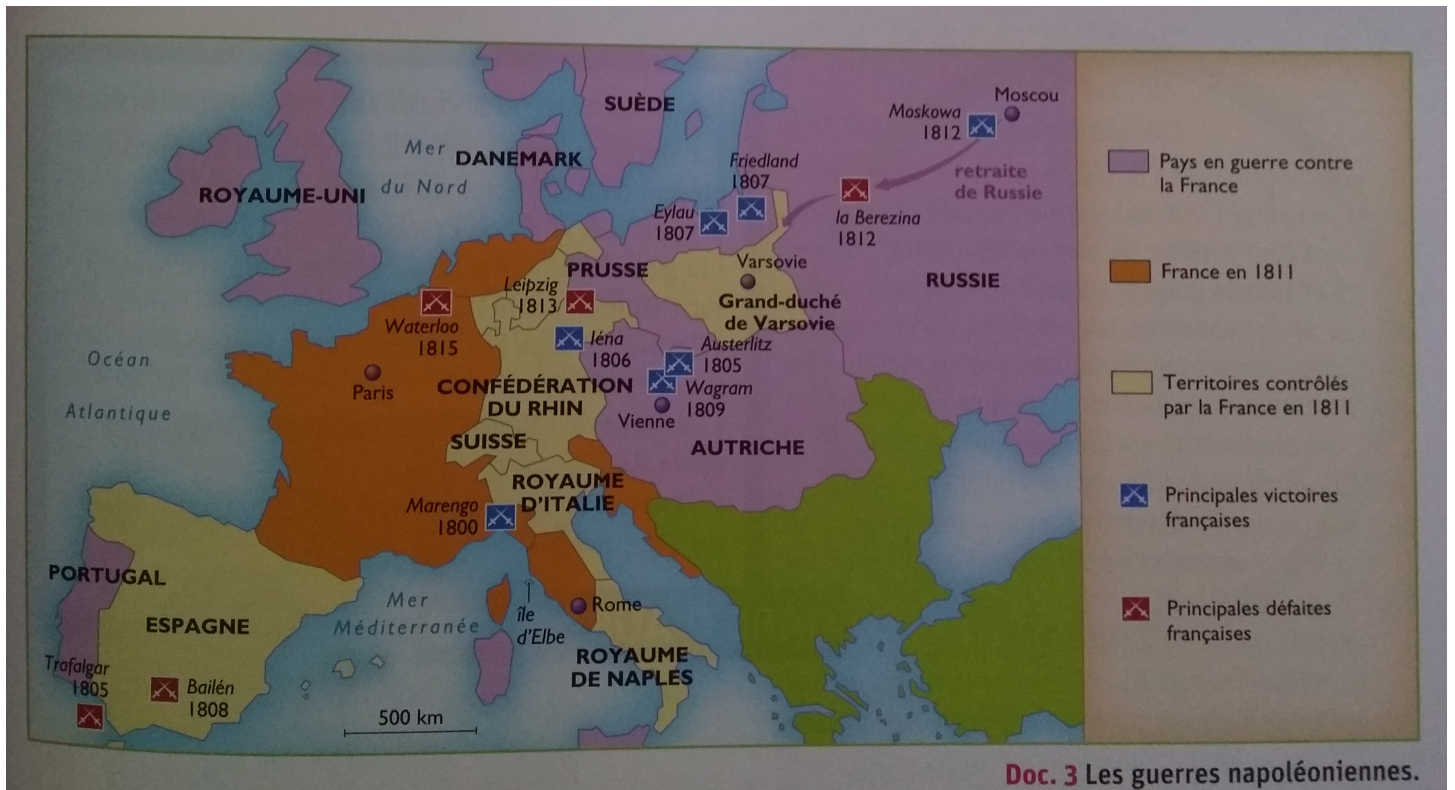 SUÈDE
Moscou
Moskowa
1812
Mer
du Nord
DANEMARK
Friedland
1807
retraite
de Russie
ROYAUME-UNI
Eylau
1807
la Berezina
1812
PRUSSE
Varsovie
RUSSIE
Leipzig
1813
Grand-duché
de Varsovie
Waterloo
1815
Iéna
1806
Austerlitz
1805
Océan
Atlantique
Paris
CONFÉDÉRATION
DU RHIN
Wagram
1809
Vienne
SUISSE
AUTRICHE
ROYAUME
D'ITALIE
Marengo
1800
PORTUGAL
ESPAGNE
Mer
Méditerranée
île
d'Elbe
Rome
ROYAUME
DE NAPLES
Trafalgar
1805
Bailén
1808
500 km
Pays en guerre contre
la France
France en 1811
Territoires contrôlés
par la France en 1811
Principales victoires
françaises
Principales défaites
françaises
Doc. 3 Les guerres napoléoniennes.